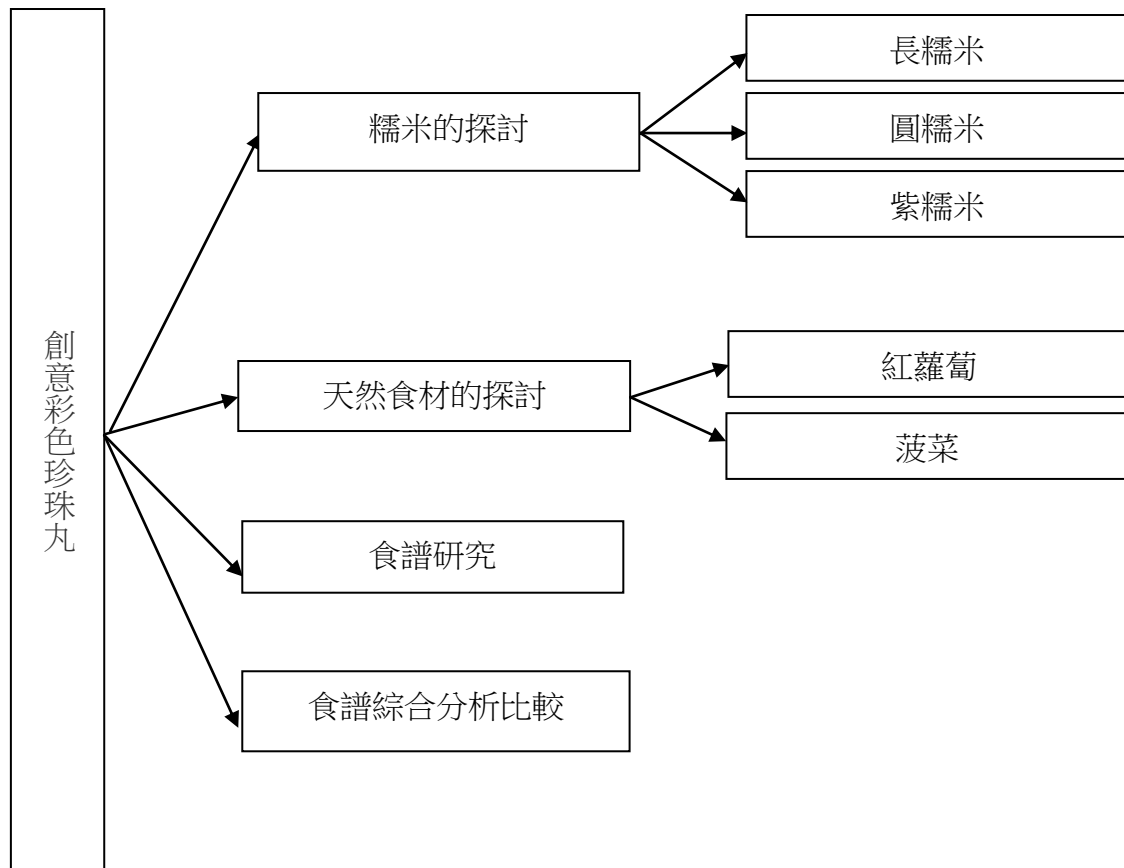 創意彩色珍珠丸
糯米的探討
長糯米
圓糯米
紫糯米
天然食材的探討
紅蘿蔔
菠菜
食譜研究
食譜綜合分析比較